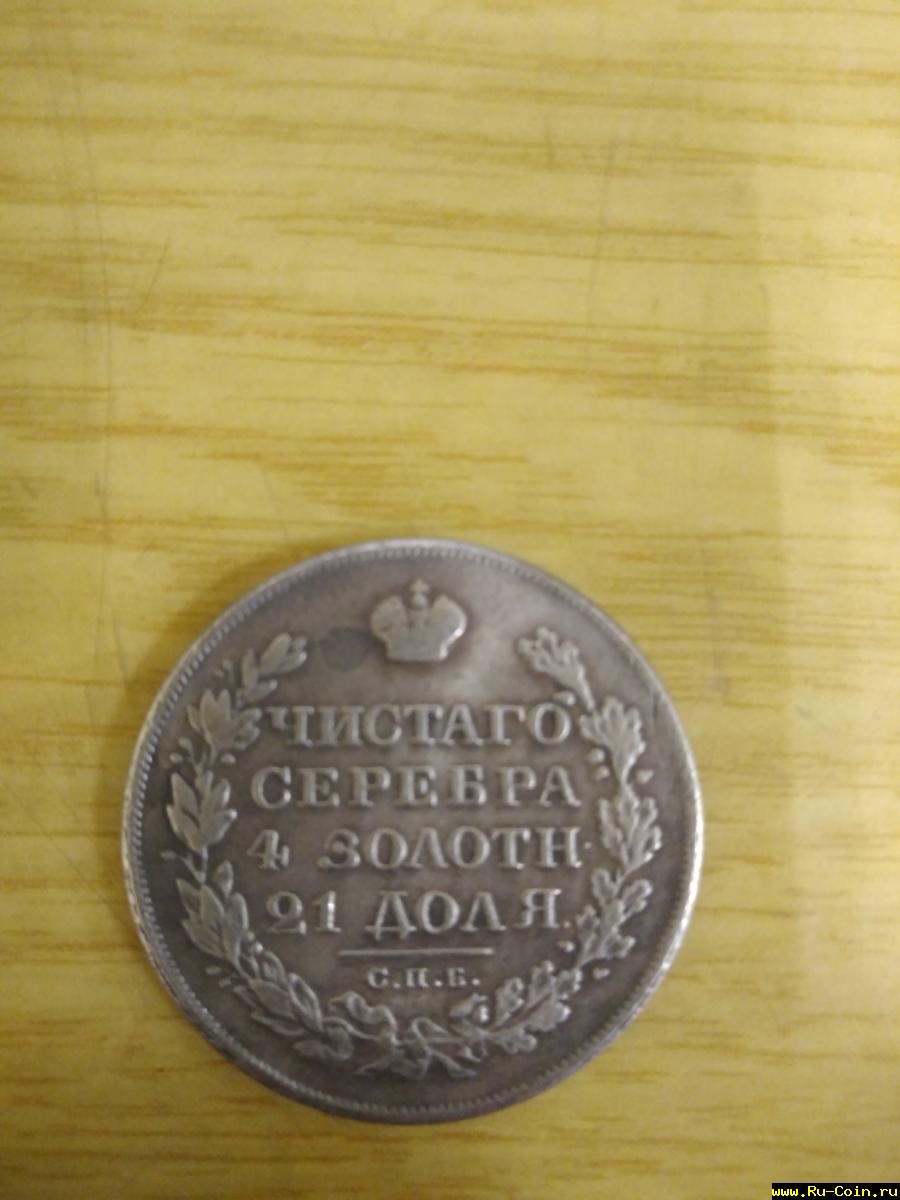 ЧИСТАГО
СЕРЕБРА
4 ЗОЛОТН.
21 ДОЛЯ.
С.П.Б.
www.Ru-Coin.ru